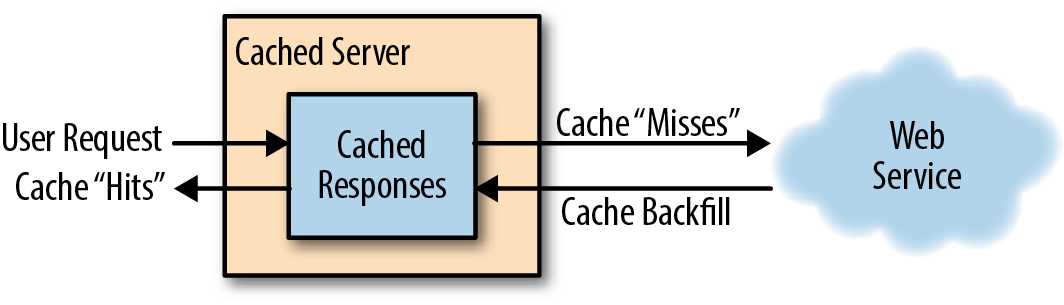 Cached Server
User Request
Cache “Hits”
Cached
Responses
Cache “Misses”
Cache Backfill
Web
Service